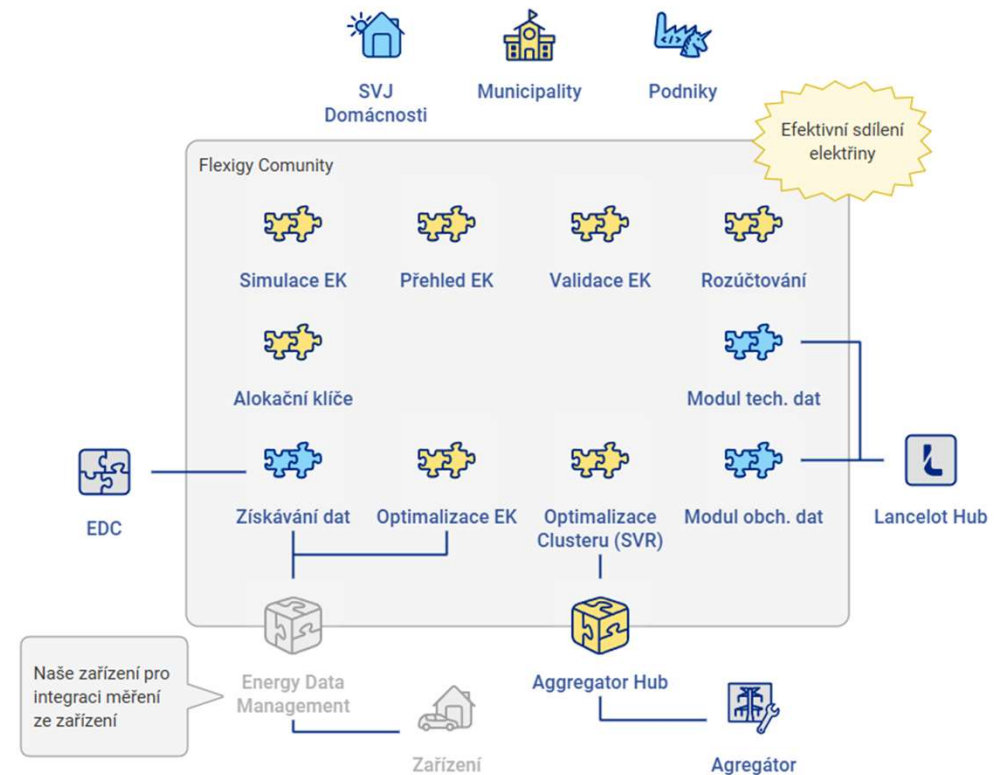 SVJ
Domácnosti
Municipality
Podniky
Efektivní sdílení
elektřiny
Flexigy Comunity
Simulace EK
Přehled EK
Validace EK
Rozúčtování
Alokační klíče
Modul tech. dat
EDC
Získávání dat
Optimalizace EK
Optimalizace
Clusteru (SVR)
Modul obch. dat
Lancelot Hub
Naše zařízení pro
integraci měření
ze zařízení
Energy Data
Management
Aggregator Hub
Zařízení
Agregátor